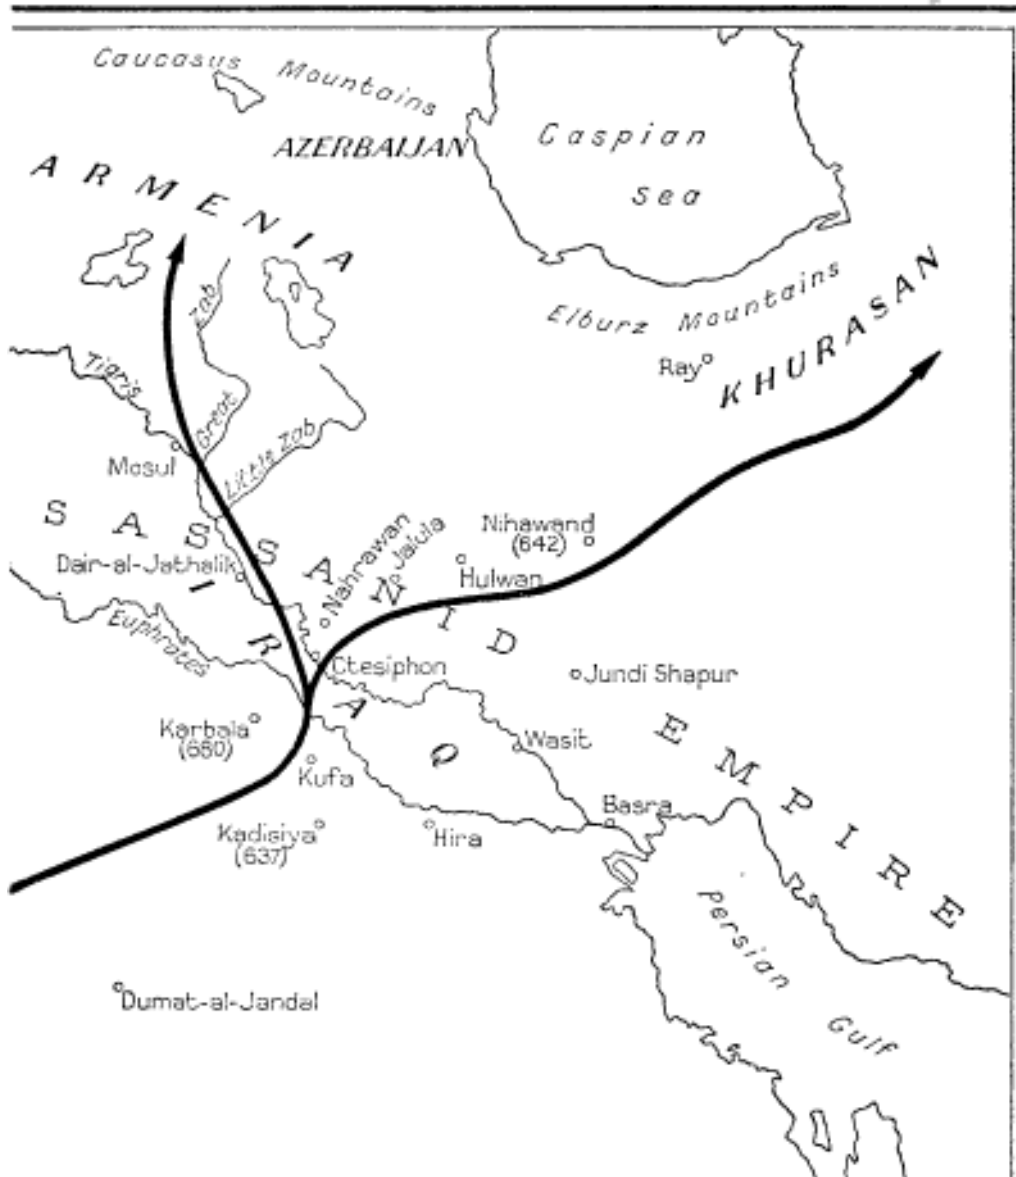 Caucasus Mountains
AZERBAIJAN
Caspian
Sea
ARMENIA
Elburz Mountains
KHURASAN
Ray
Zab
Great
Tigris
Little Zab
Mosul
SASSANID EMPIRE
Nihawand
(642)
Nahrawan
Jalula
Hulwan
Dair-al-Jathalik
IRAQ
Euphrates
Ctesiphon
Jundi Shapur
Karbala
(680)
Wasit
Kufa
Basra
Kadisiya
(637)
Hira
Persian Gulf
Dumat-al-Jandal